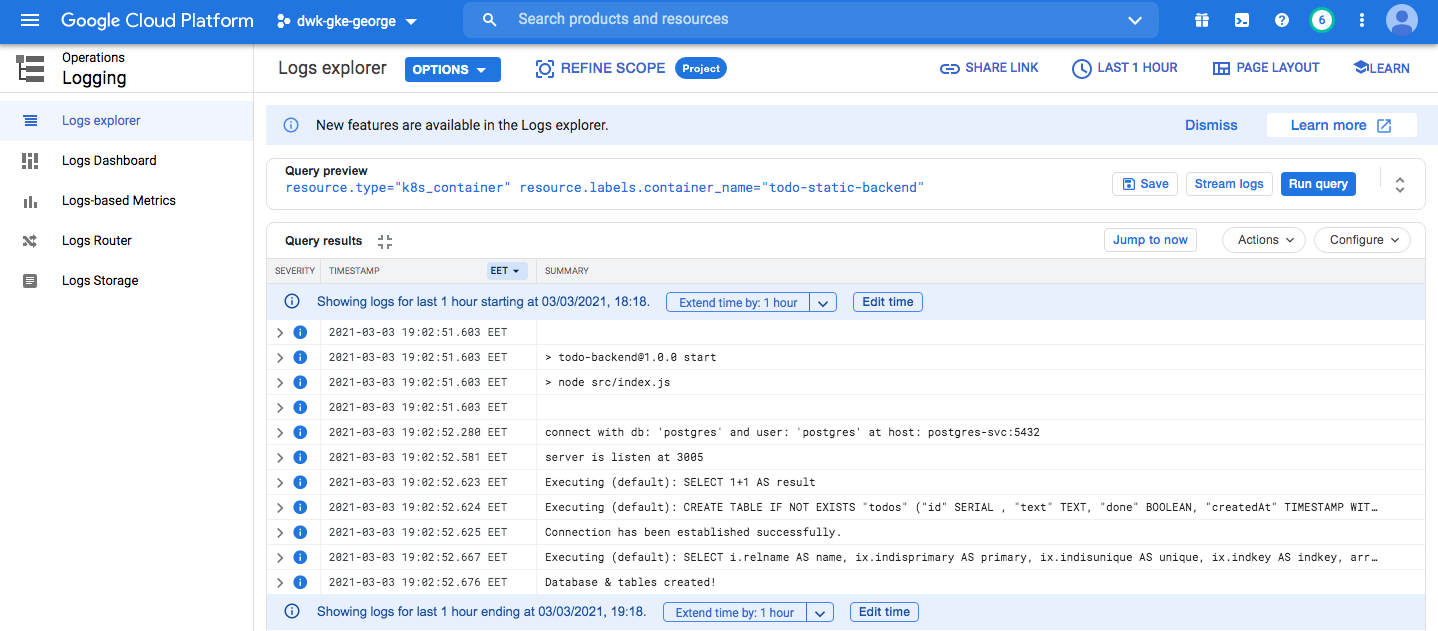 Google Cloud Platform dwk-gke-george Search products and resources 6
Operations
Logging
Logs explorer OPTIONS REFINE SCOPE Project SHARE LINK LAST 1 HOUR PAGE LAYOUT LEARN
Logs explorer
Logs Dashboard
Logs-based Metrics
Logs Router
Logs Storage
New features are available in the Logs explorer. Dismiss Learn more
Query preview
resource.type="k8s_container" resource.labels.container_name="todo-static-backend" Save Stream logs Run query
Query results Jump to now Actions Configure
SEVERITY TIMESTAMP EET SUMMARY
Showing logs for last 1 hour starting at 03/03/2021, 18:18. Extend time by: 1 hour Edit time
2021-03-03 19:02:51.603 EET
2021-03-03 19:02:51.603 EET > todo-backend@1.0.0 start
2021-03-03 19:02:51.603 EET > node src/index.js
2021-03-03 19:02:51.603 EET
2021-03-03 19:02:52.280 EET connect with db: 'postgres' and user: 'postgres' at host: postgres-svc:5432
2021-03-03 19:02:52.581 EET server is listen at 3005
2021-03-03 19:02:52.623 EET Executing (default): SELECT 1+1 AS result
2021-03-03 19:02:52.624 EET Executing (default): CREATE TABLE IF NOT EXISTS "todos" ("id" SERIAL , "text" TEXT, "done" BOOLEAN, "createdAt" TIMESTAMP WIT…
2021-03-03 19:02:52.625 EET Connection has been established successfully.
2021-03-03 19:02:52.667 EET Executing (default): SELECT i.relname AS name, ix.indisprimary AS primary, ix.indisunique AS unique, ix.indkey AS indkey, arr…
2021-03-03 19:02:52.676 EET Database & tables created!
Showing logs for last 1 hour ending at 03/03/2021, 19:18. Extend time by: 1 hour Edit time